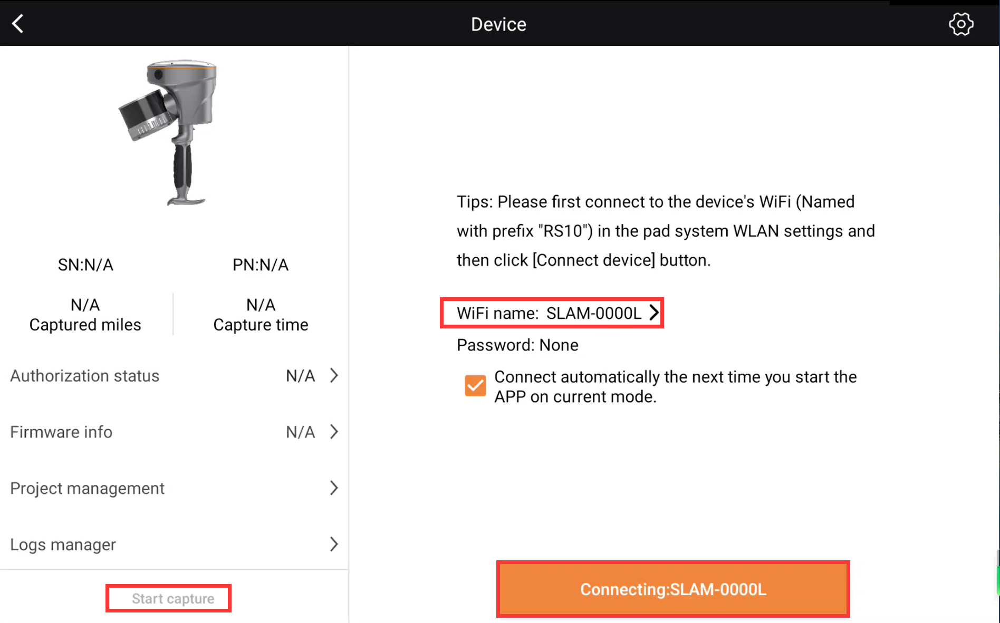 Device
SN:N/A
PN:N/A
N/A
Captured miles
N/A
Capture time
Authorization status N/A
Firmware info N/A
Project management
Logs manager
Start capture
Tips: Please first connect to the device's WiFi (Named
with prefix "RS10") in the pad system WLAN settings and
then click [Connect device] button.
WiFi name: SLAM-0000L
Password: None
Connect automatically the next time you start the
APP on current mode.
Connecting:SLAM-0000L